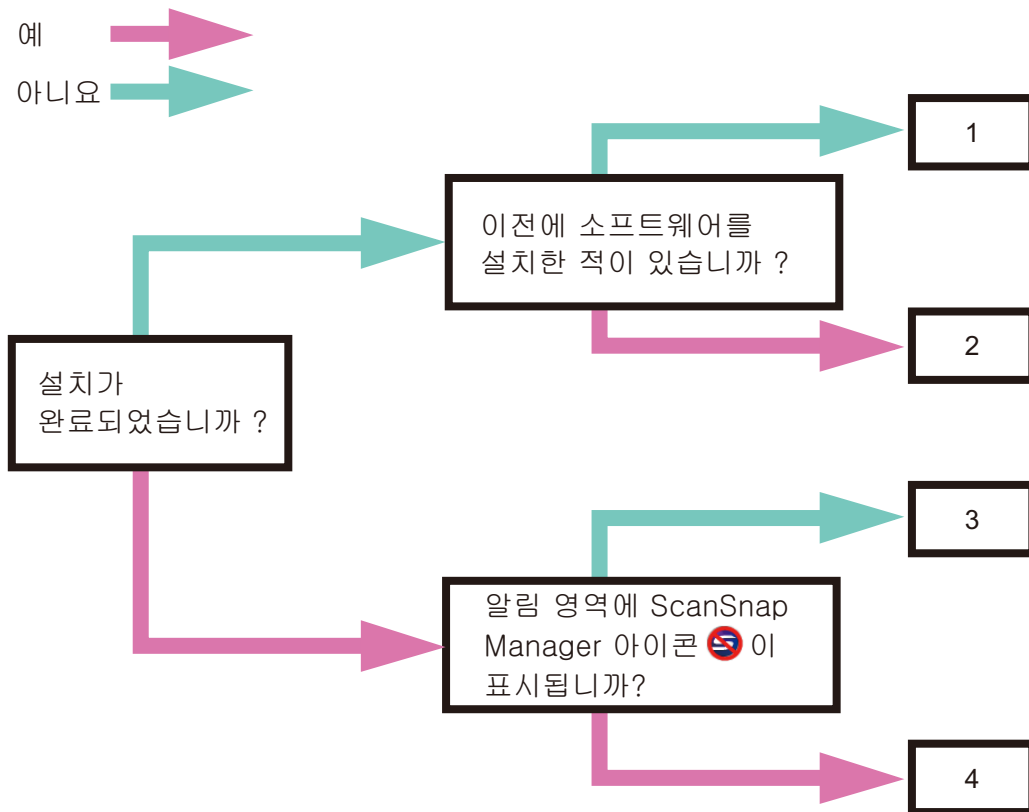 예
아니요
1
이전에 소프트웨어를
설치한 적이 있습니까 ?
2
설치가
완료되었습니까 ?
3
알림 영역에 ScanSnap
Manager 아이콘 이
표시됩니까?
4